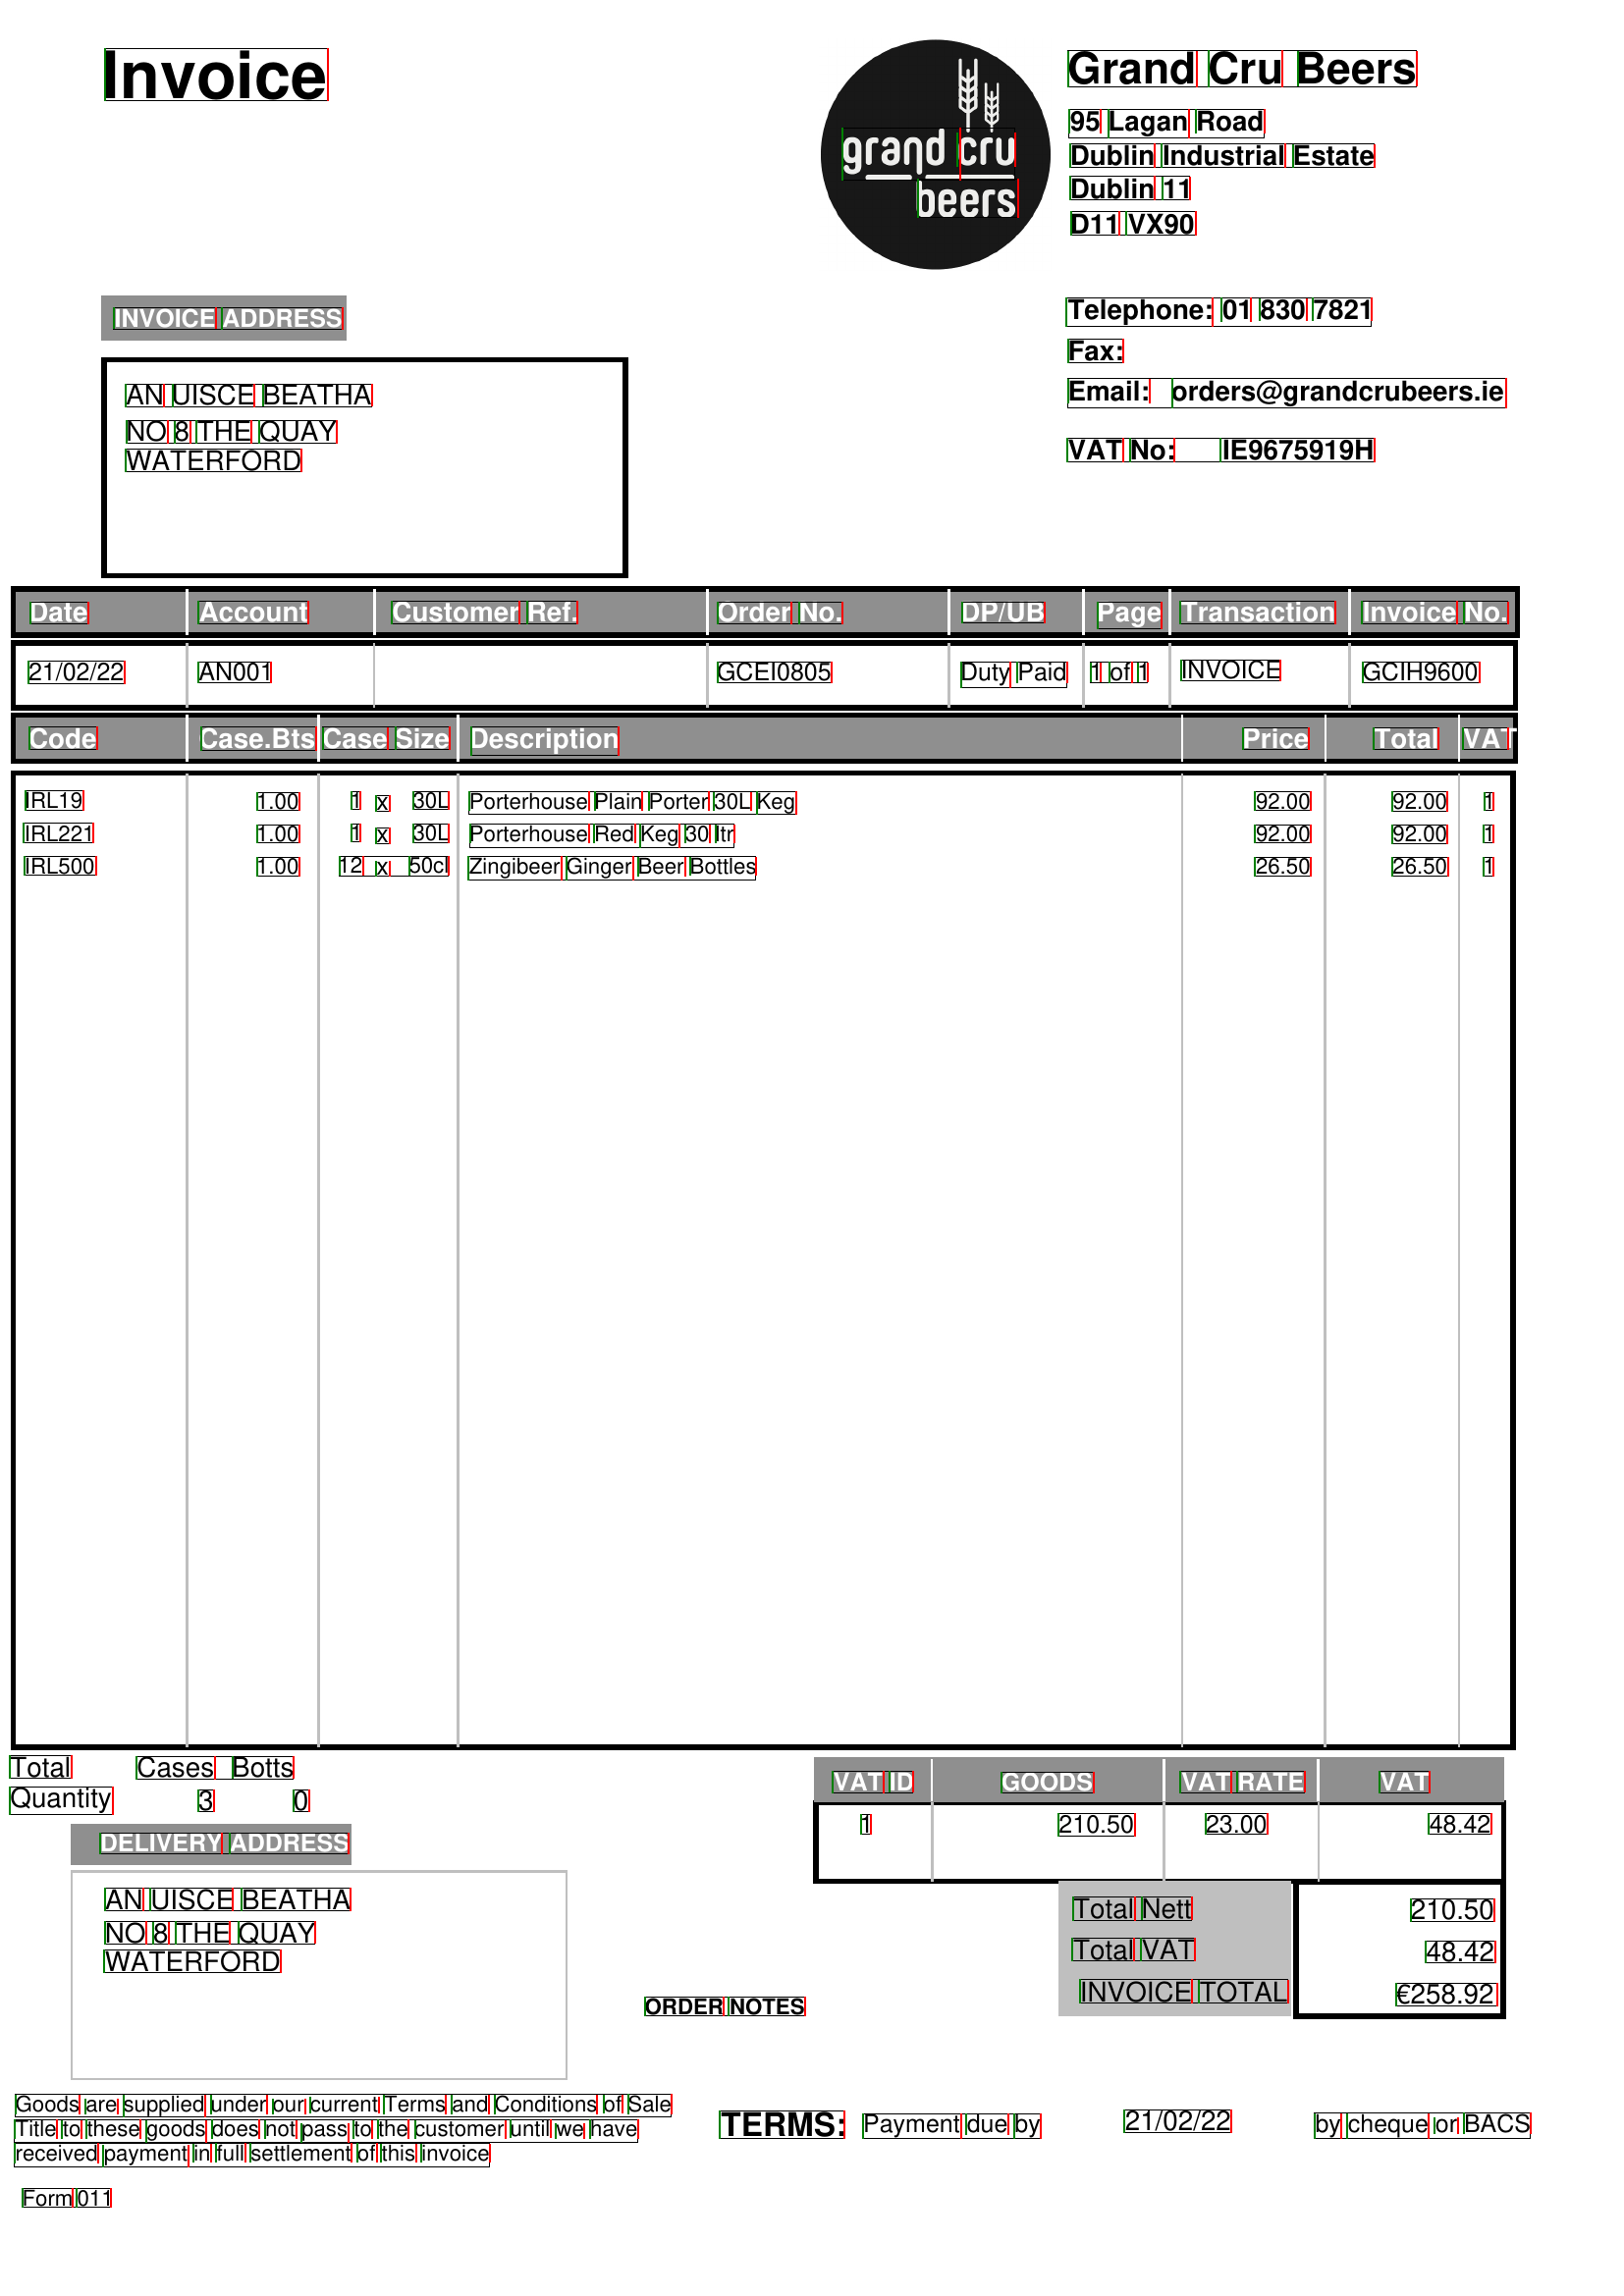 Invoice
grand cru
beers
Grand Cru Beers
95 Lagan Road
Dublin Industrial Estate
Dublin 11
D11 VX90
INVOICE ADDRESS
Telephone: 01 830 7821
Fax:
Email: orders@grandcrubeers.ie
VAT No: IE9675919H
AN UISCE BEATHA
NO 8 THE QUAY
WATERFORD
Date Account Customer Ref. Order No. DP/UB Page Transaction Invoice No.
21/02/22 AN001 GCEI0805 Duty Paid 1 of 1 INVOICE GCIH9600
Code Case.Bts Case Size Description Price Total VAT
IRL19 1.00 1 x 30L Porterhouse Plain Porter 30L Keg 92.00 92.00 1
IRL221 1.00 1 x 30L Porterhouse Red Keg 30 ltr 92.00 92.00 1
IRL500 1.00 12 x 50cl Zingibeer Ginger Beer Bottles 26.50 26.50 1
Total Cases Botts
Quantity 3 0
VAT ID GOODS VAT RATE VAT
1 210.50 23.00 48.42
DELIVERY ADDRESS
AN UISCE BEATHA
NO 8 THE QUAY
WATERFORD
Total Nett 210.50
Total VAT 48.42
INVOICE TOTAL €258.92
ORDER NOTES
Goods are supplied under our current Terms and Conditions of Sale
Title to these goods does not pass to the customer until we have
received payment in full settlement of this invoice
TERMS: Payment due by 21/02/22 by cheque or BACS
Form 011